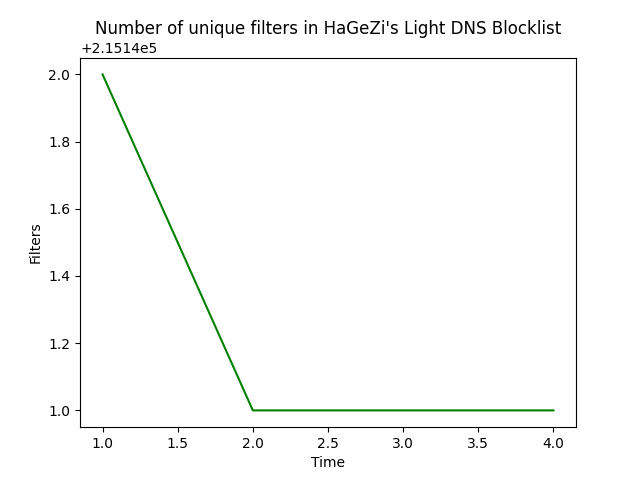 Number of unique filters in HaGeZi's Light DNS Blocklist
+2.1514e5
2.0
1.8
1.6
1.4
1.2
1.0
Filters
1.0 1.5 2.0 2.5 3.0 3.5 4.0
Time